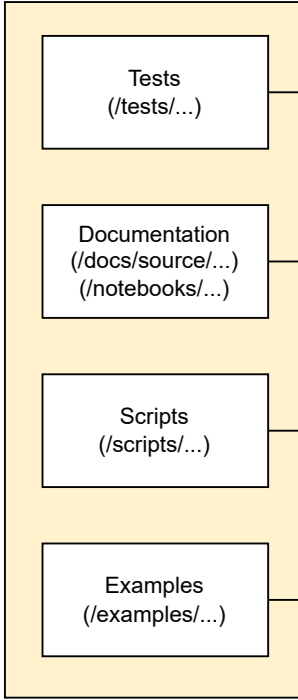 Tests
(/tests/...)
Documentation
(/docs/source/...)
(/notebooks/...)
Scripts
(/scripts/...)
Examples
(/examples/...)